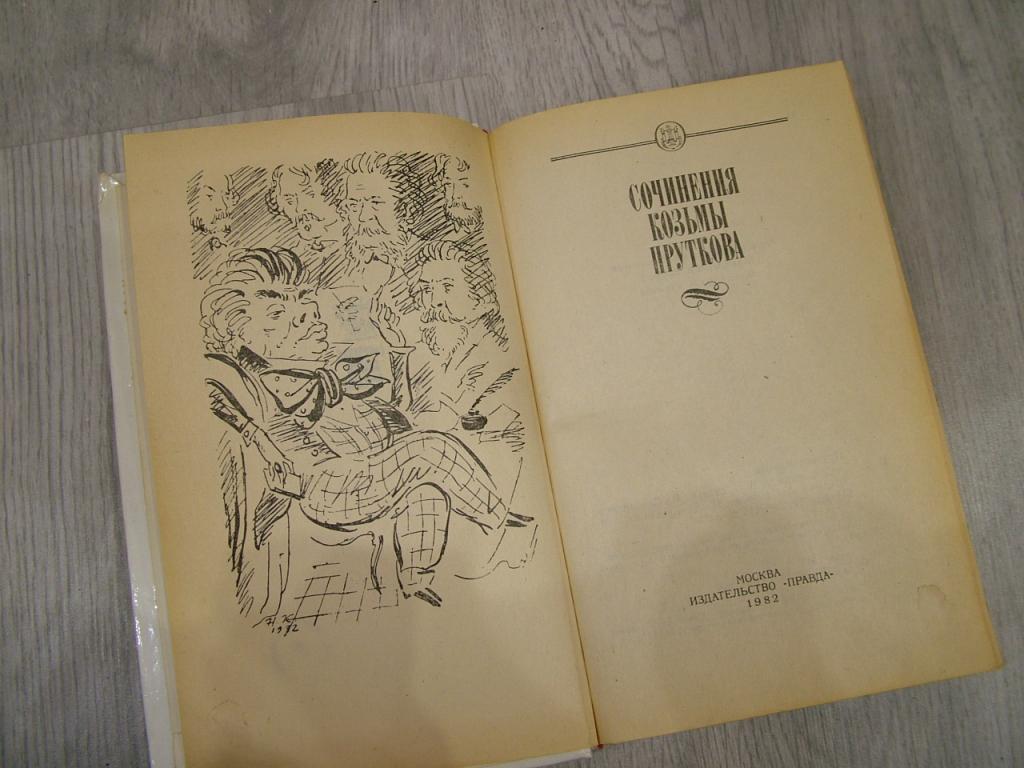 СОЧИНЕНИЯ
КОЗЬМЫ
ПРУТКОВА
МОСКВА
ИЗДАТЕЛЬСТВО «ПРАВДА»
1982